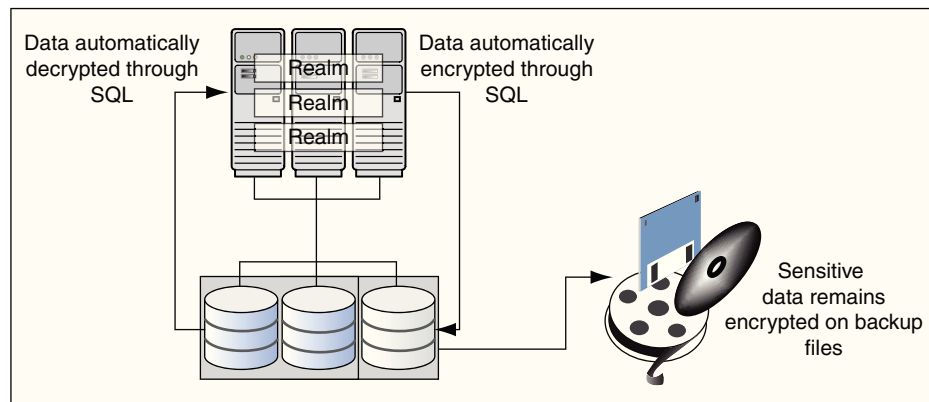 Data automatically
decrypted through
SQL
Realm
Realm
Realm
Data automatically
encrypted through
SQL
Sensitive
data remains
encrypted on backup
files